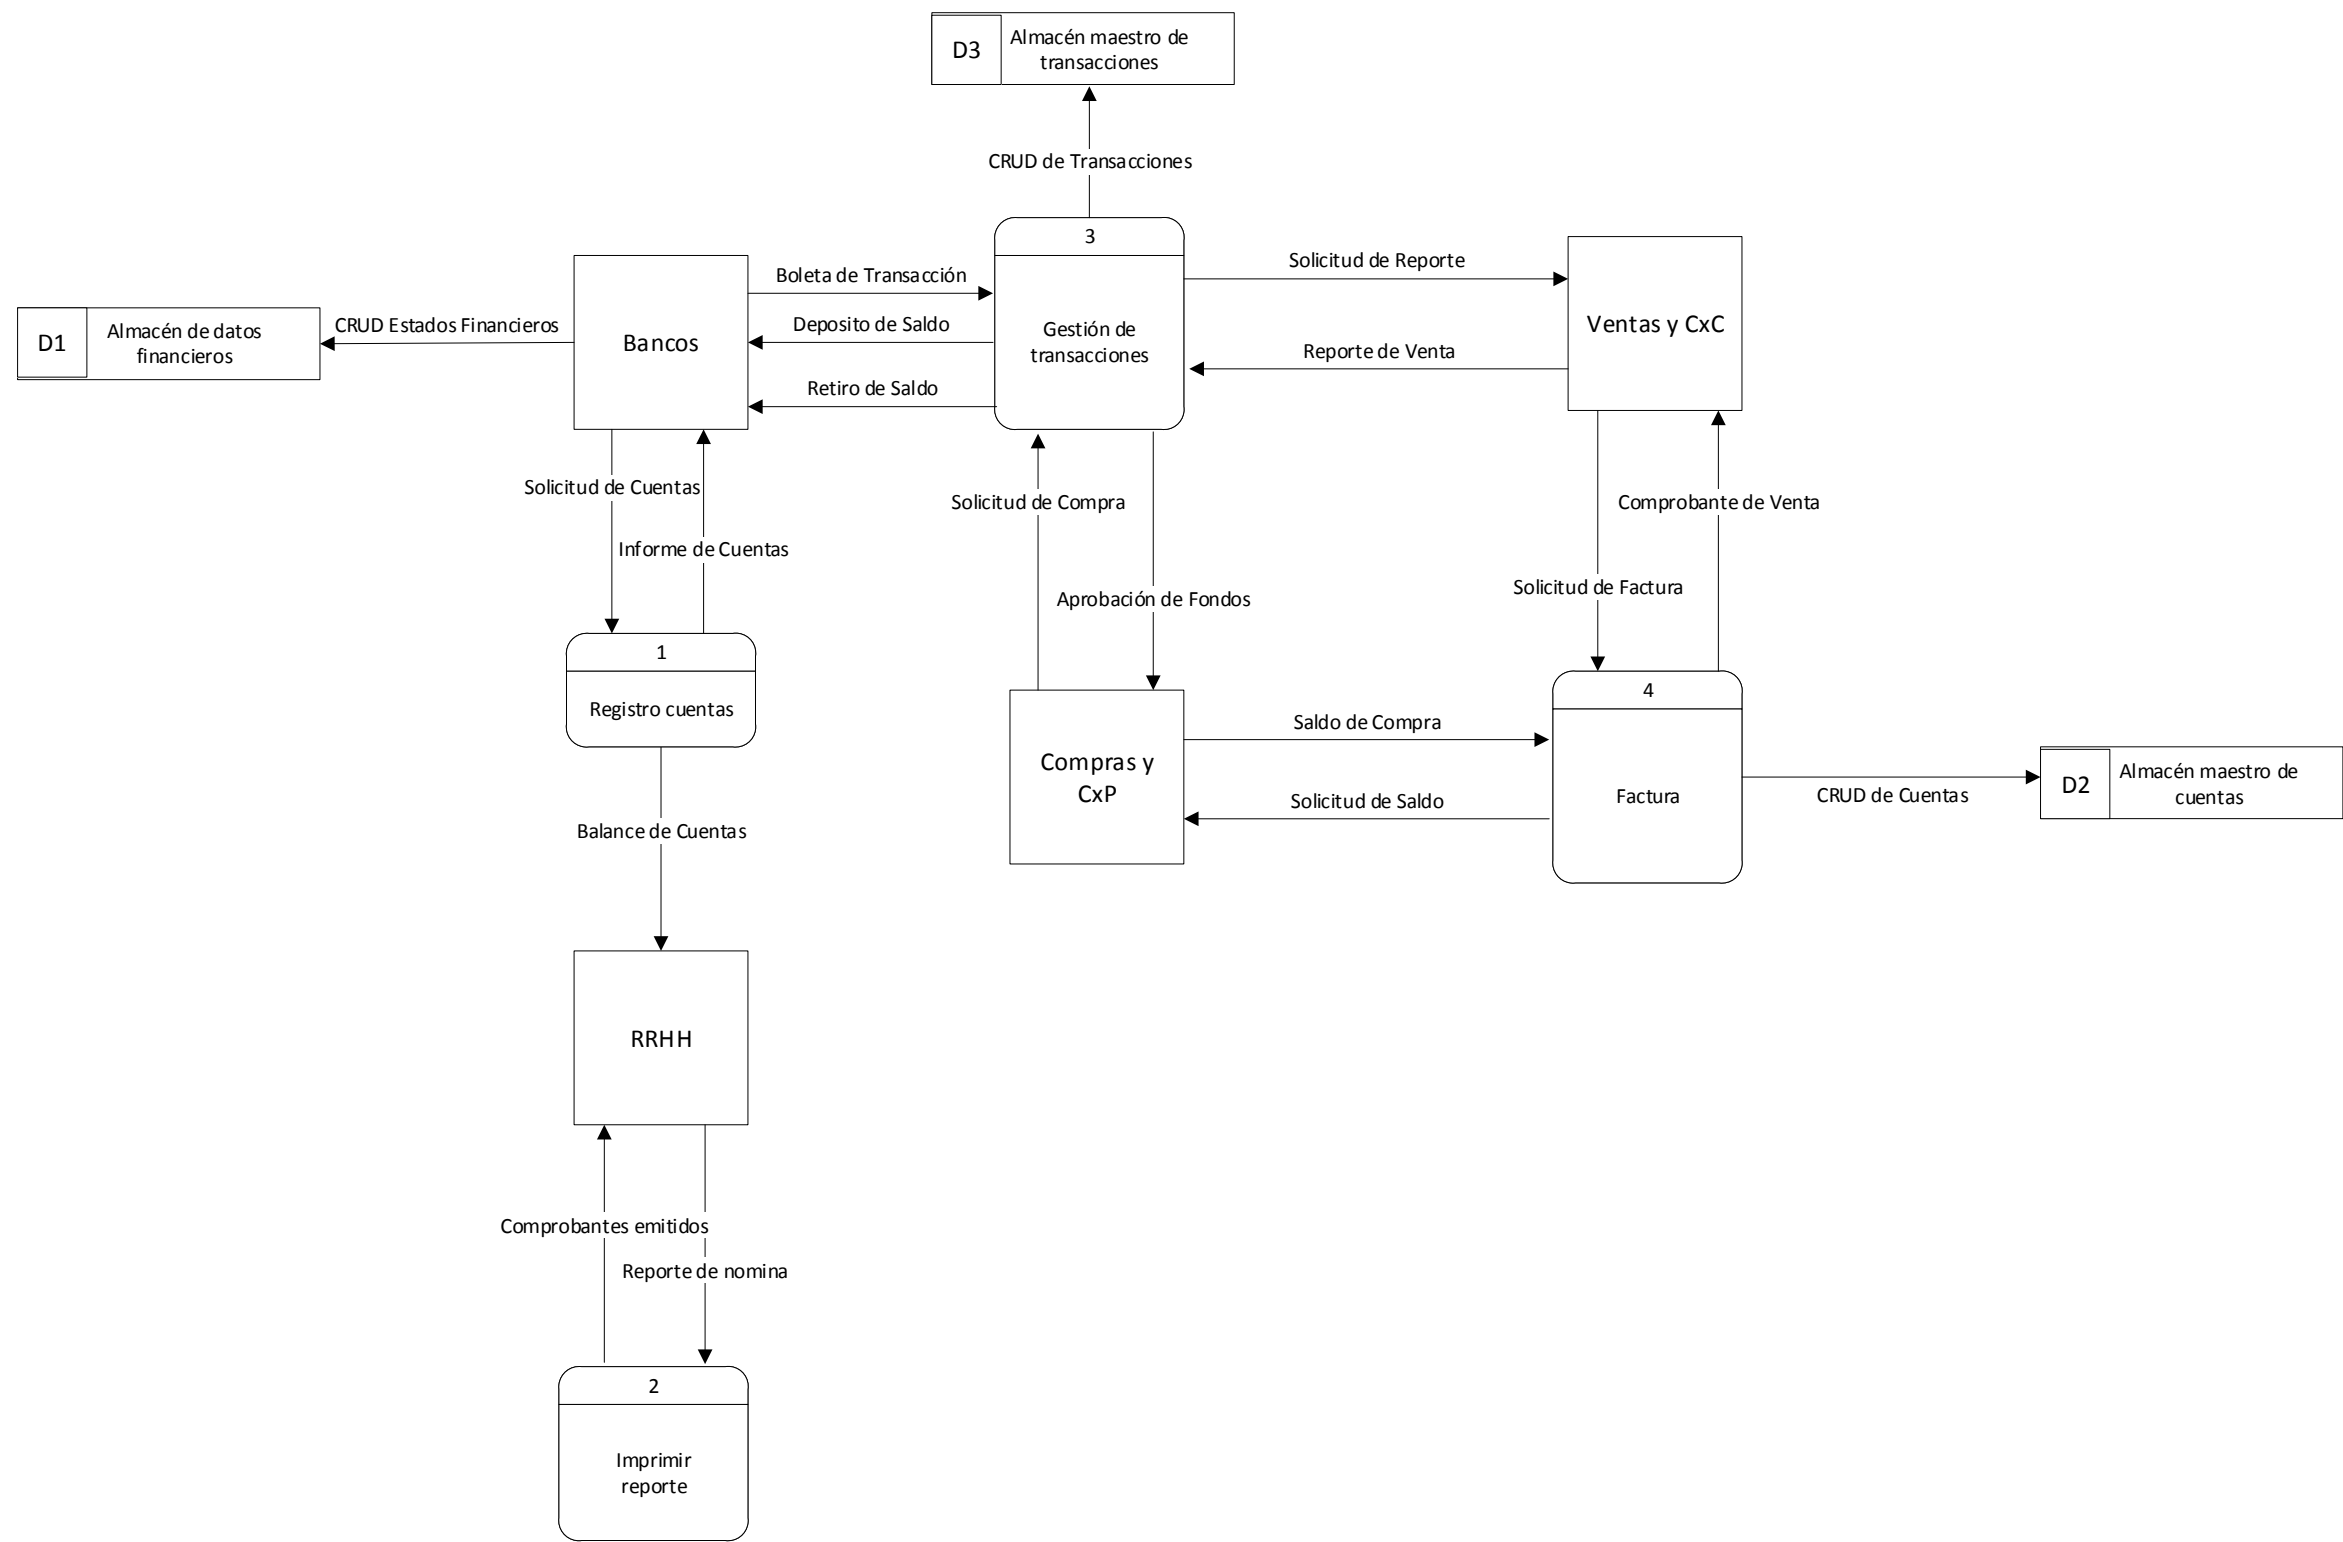 D3
Almacén maestro de
transacciones
CRUD de Transacciones
3
Gestión de
transacciones
Boleta de Transacción
Deposito de Saldo
Retiro de Saldo
Solicitud de Reporte
Reporte de Venta
Ventas y CxC
Bancos
CRUD Estados Financieros
D1
Almacén de datos
financieros
Solicitud de Cuentas
Informe de Cuentas
Solicitud de Compra
Aprobación de Fondos
Comprobante de Venta
Solicitud de Factura
1
Registro cuentas
4
Factura
Compras y
CxP
Saldo de Compra
Solicitud de Saldo
CRUD de Cuentas
D2
Almacén maestro de
cuentas
Balance de Cuentas
RRHH
Comprobantes emitidos
Reporte de nomina
2
Imprimir
reporte